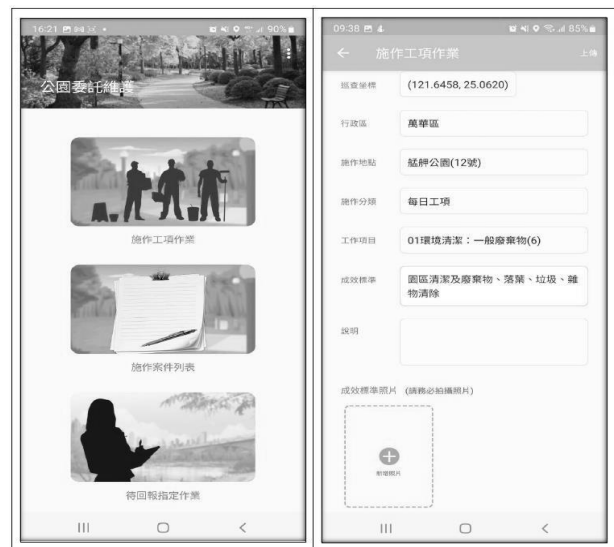 16:21
90%
公園委託維護
施作工項作業
施作案件列表
待回報指定作業
09:38
85%
施作工項作業
上傳
巡查坐標 (121.6458, 25.0620)
行政區 萬華區
施作地點 艋舺公園(12號)
施作分類 每日工項
工作項目 01環境清潔：一般廢棄物(6)
成效標準 園區清潔及廢棄物、落葉、垃圾、雜
物清除
說明
成效標準照片 (請務必拍攝照片)
新增照片